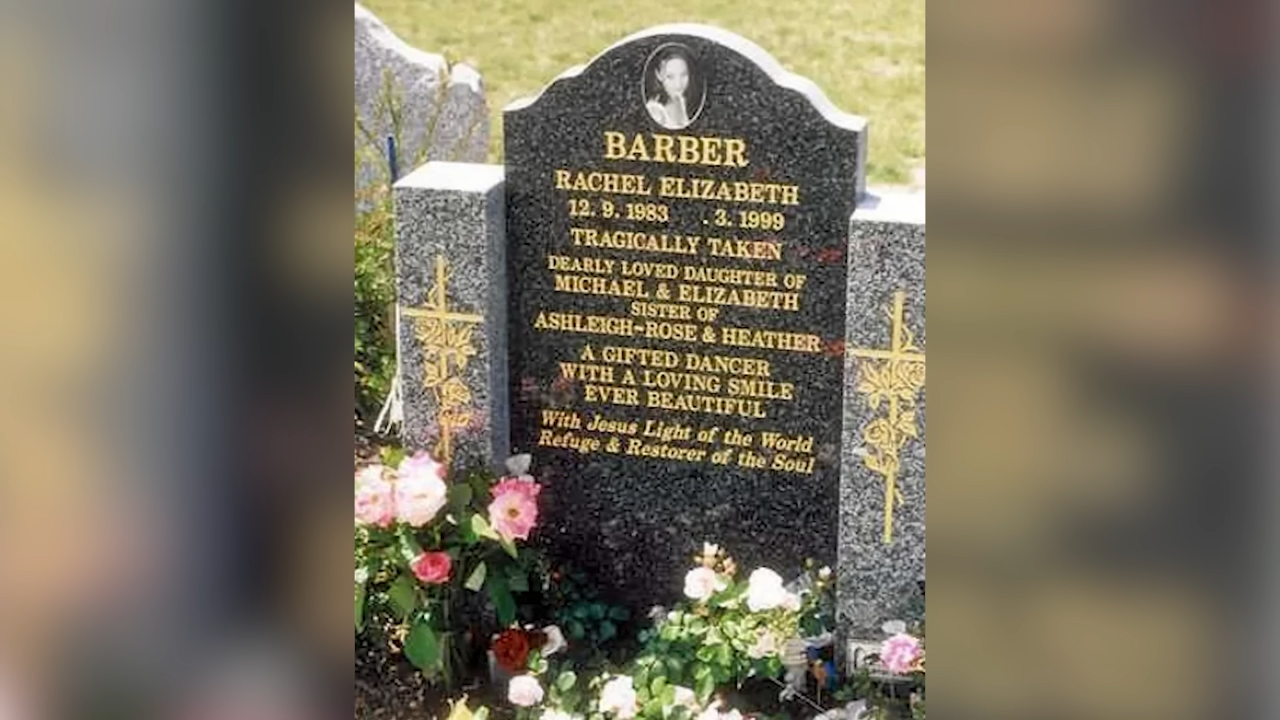 BARBER
RACHEL ELIZABETH
12. 9. 1983 . 3. 1999
TRAGICALLY TAKEN
DEARLY LOVED DAUGHTER OF
MICHAEL & ELIZABETH
SISTER OF
ASHLEIGH-ROSE & HEATHER
A GIFTED DANCER
WITH A LOVING SMILE
EVER BEAUTIFUL
With Jesus Light of the World
Refuge & Restorer of the Soul